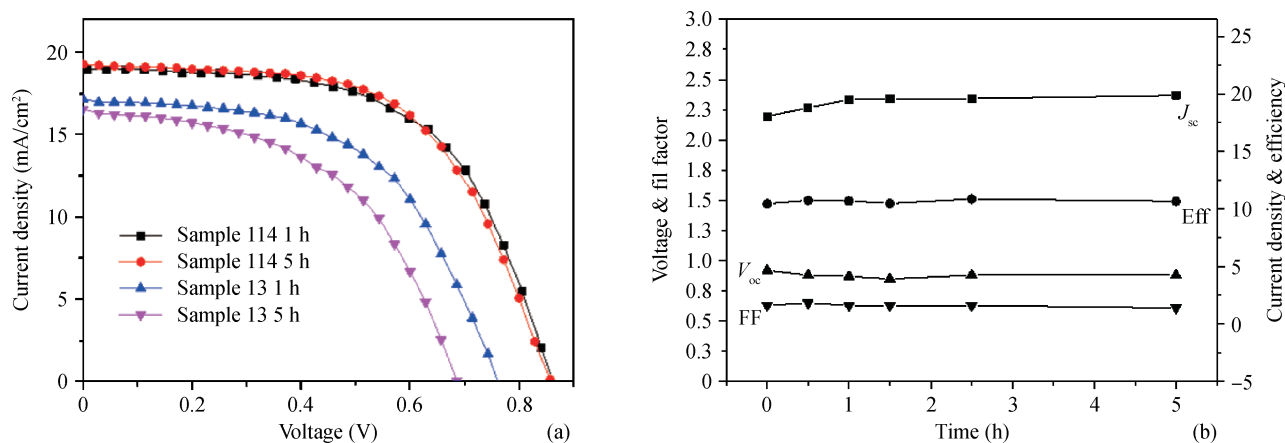 20
15
10
5
0
0
0.2
0.4
0.6
0.8
Current density (mA/cm²)
Voltage (V)
(a)
Sample 114 1 h
Sample 114 5 h
Sample 13 1 h
Sample 13 5 h
3.0
2.8
2.5
2.3
2.0
1.8
1.5
1.3
1.0
0.8
0.5
0.3
0
Voltage & fil factor
0
1
2
3
4
5
Time (h)
(b)
25
20
15
10
5
0
−5
Current density & efficiency
Jsc
Eff
Voc
FF